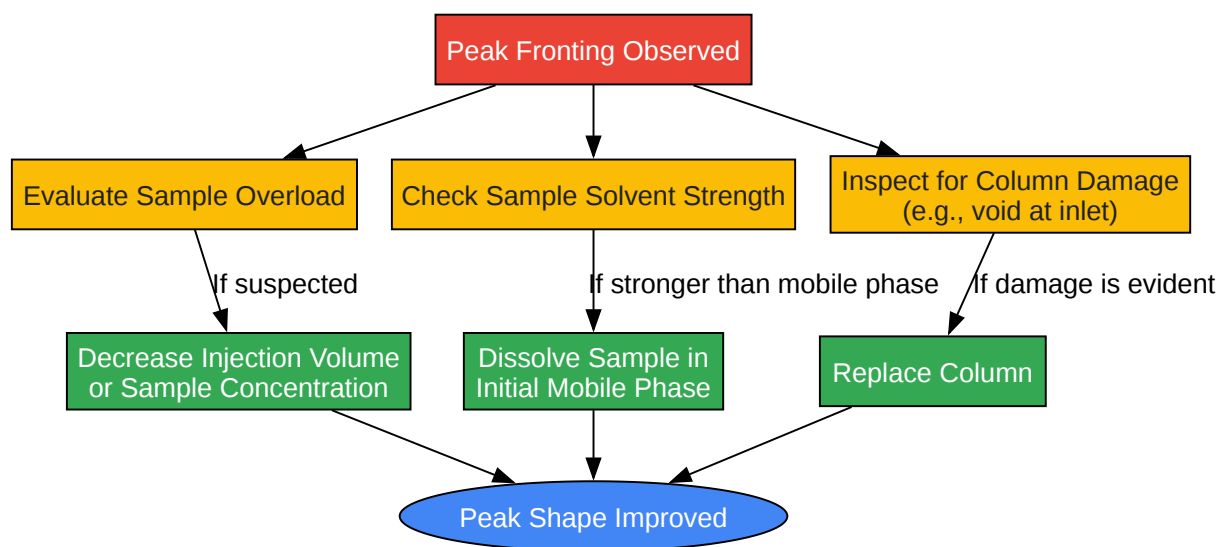 Peak Fronting Observed
Evaluate Sample Overload
Check Sample Solvent Strength
Inspect for Column Damage
(e.g., void at inlet)
If suspected
If stronger than mobile phase
If damage is evident
Decrease Injection Volume
or Sample Concentration
Dissolve Sample in
Initial Mobile Phase
Replace Column
Peak Shape Improved